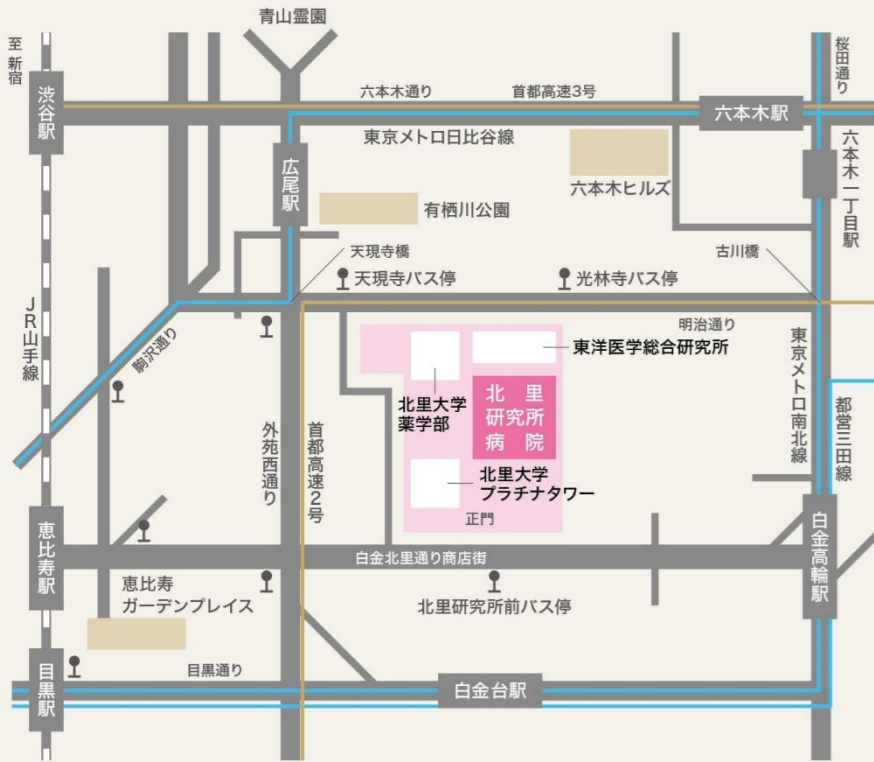 青山霊園
至 新宿
桜田通り
六本木通り
首都高速3号
渋谷駅
六本木駅
東京メトロ日比谷線
六本木一丁目駅
広尾駅
六本木ヒルズ
有栖川公園
天現寺橋
古川橋
天現寺バス停
光林寺バス停
JR山手線
駒沢通り
明治通り
東洋医学総合研究所
北里大学
薬学部
北里
研究所
病院
東京メトロ南北線
都営三田線
外苑西通り
首都高速2号
北里大学
プラチナタワー
正門
恵比寿駅
白金高輪駅
白金北里通り商店街
恵比寿
ガーデンプレイス
北里研究所前バス停
目黒駅
目黒通り
白金台駅